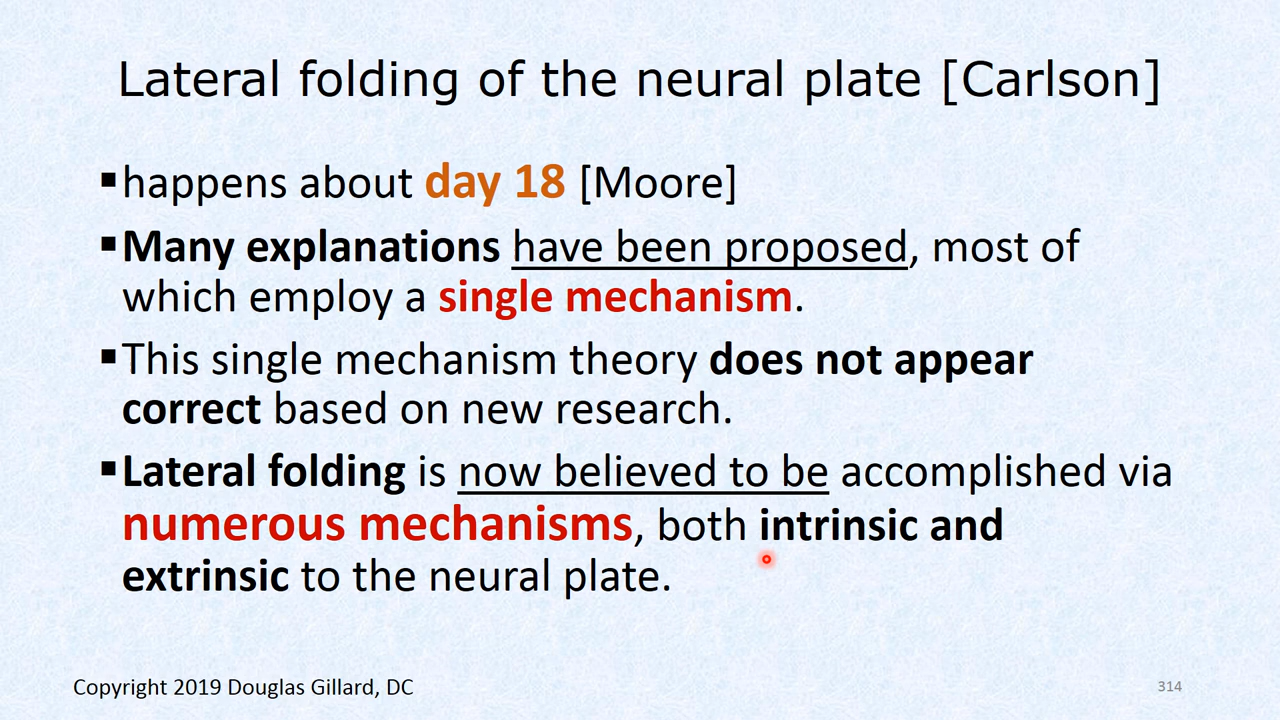 Lateral folding of the neural plate [Carlson]
▪happens about day 18 [Moore]
▪Many explanations have been proposed, most of
which employ a single mechanism.
▪This single mechanism theory does not appear
correct based on new research.
▪Lateral folding is now believed to be accomplished via
numerous mechanisms, both intrinsic and
extrinsic to the neural plate.
Copyright 2019 Douglas Gillard, DC
314